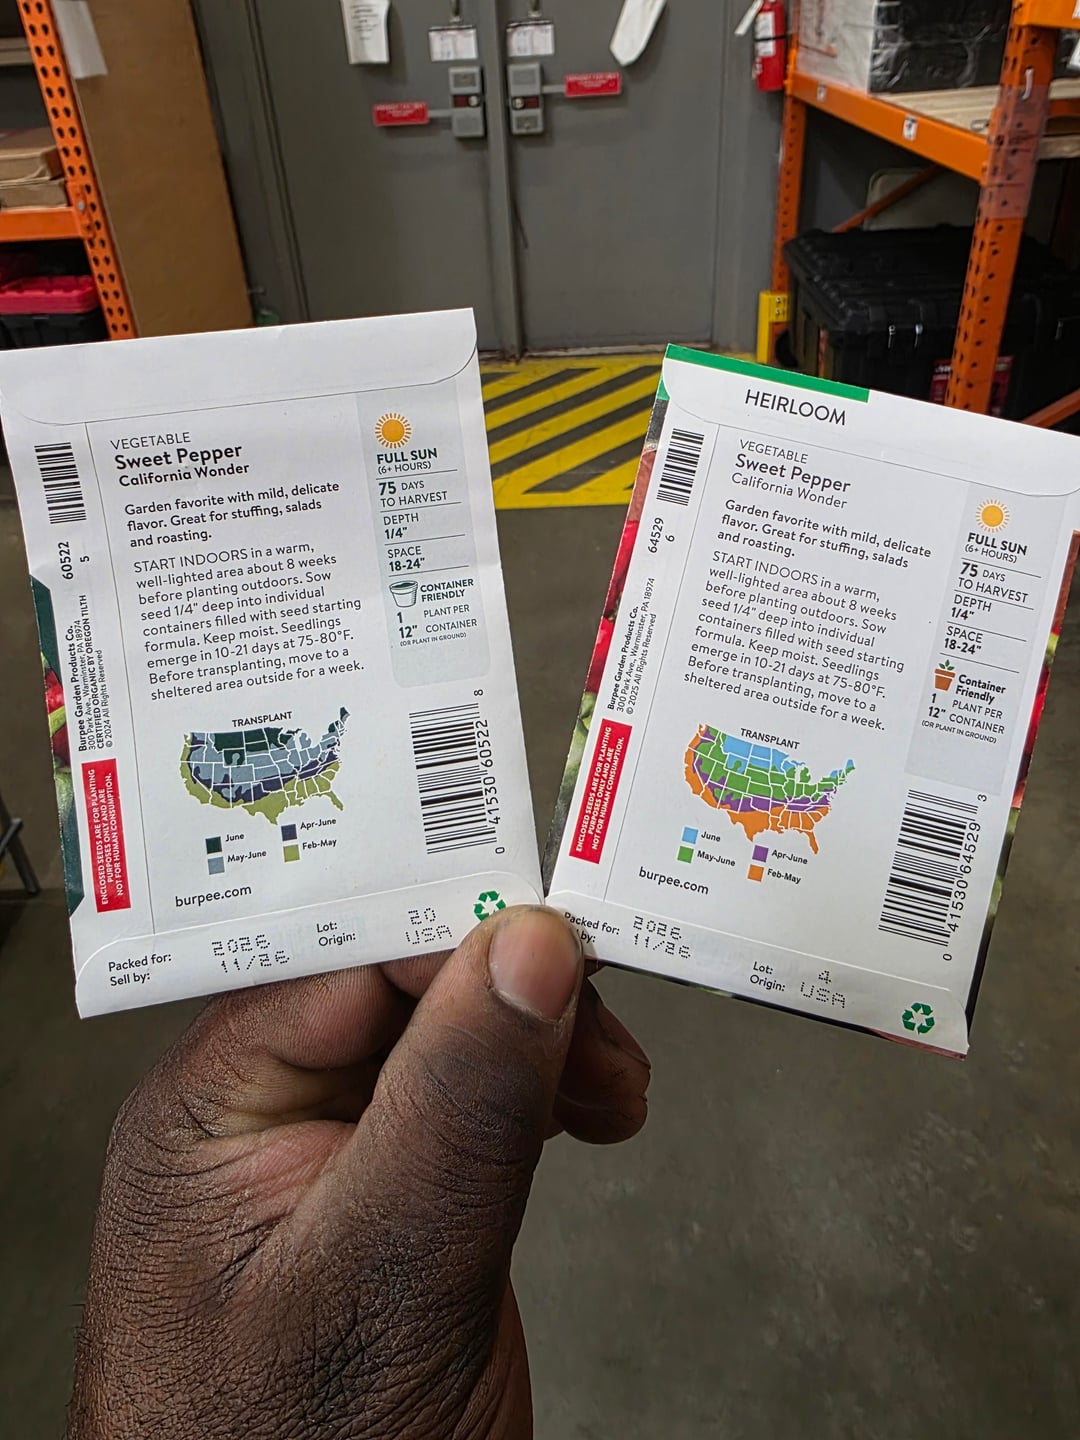 VEGETABLE
Sweet Pepper
California Wonder
Garden favorite with mild, delicate
flavor. Great for stuffing, salads
and roasting.
START INDOORS in a warm,
well-lighted area about 8 weeks
before planting outdoors. Sow
seed 1/4" deep into individual
containers filled with seed starting
formula. Keep moist. Seedlings
emerge in 10-21 days at 75-80°F.
Before transplanting, move to a
sheltered area outside for a week.
FULL SUN
(6+ HOURS)
75 DAYS
TO HARVEST
DEPTH
1/4"
SPACE
18-24"
CONTAINER
FRIENDLY
1 PLANT PER
12" CONTAINER
(OR PLANT IN GROUND)
TRANSPLANT
June
Apr-June
May-June
Feb-May
burpee.com
60522 5
Burpee Garden Products Co.
300 Park Ave., Warminster, PA 18974
CERTIFIED ORGANIC BY OREGON TILTH
© 2024 All Rights Reserved
ENCLOSED SEEDS ARE FOR PLANTING
PURPOSES ONLY AND ARE
NOT FOR HUMAN CONSUMPTION.
0 41530 60522 8
Packed for: 2026
Sell by: 11/26
Lot: 20
Origin: USA
HEIRLOOM
VEGETABLE
Sweet Pepper
California Wonder
Garden favorite with mild, delicate
flavor. Great for stuffing, salads
and roasting.
START INDOORS in a warm,
well-lighted area about 8 weeks
before planting outdoors. Sow
seed 1/4" deep into individual
containers filled with seed starting
formula. Keep moist. Seedlings
emerge in 10-21 days at 75-80°F.
Before transplanting, move to a
sheltered area outside for a week.
FULL SUN
(6+ HOURS)
75 DAYS
TO HARVEST
DEPTH
1/4"
SPACE
18-24"
Container
Friendly
1 PLANT PER
12" CONTAINER
(OR PLANT IN GROUND)
TRANSPLANT
June
Apr-June
May-June
Feb-May
burpee.com
64529 6
Burpee Garden Products Co.
300 Park Ave., Warminster, PA 18974
© 2025 All Rights Reserved
ENCLOSED SEEDS ARE FOR PLANTING
PURPOSES ONLY AND ARE
NOT FOR HUMAN CONSUMPTION.
0 41530 64529 3
Packed for: 2026
by: 11/26
Lot: 4
Origin: USA